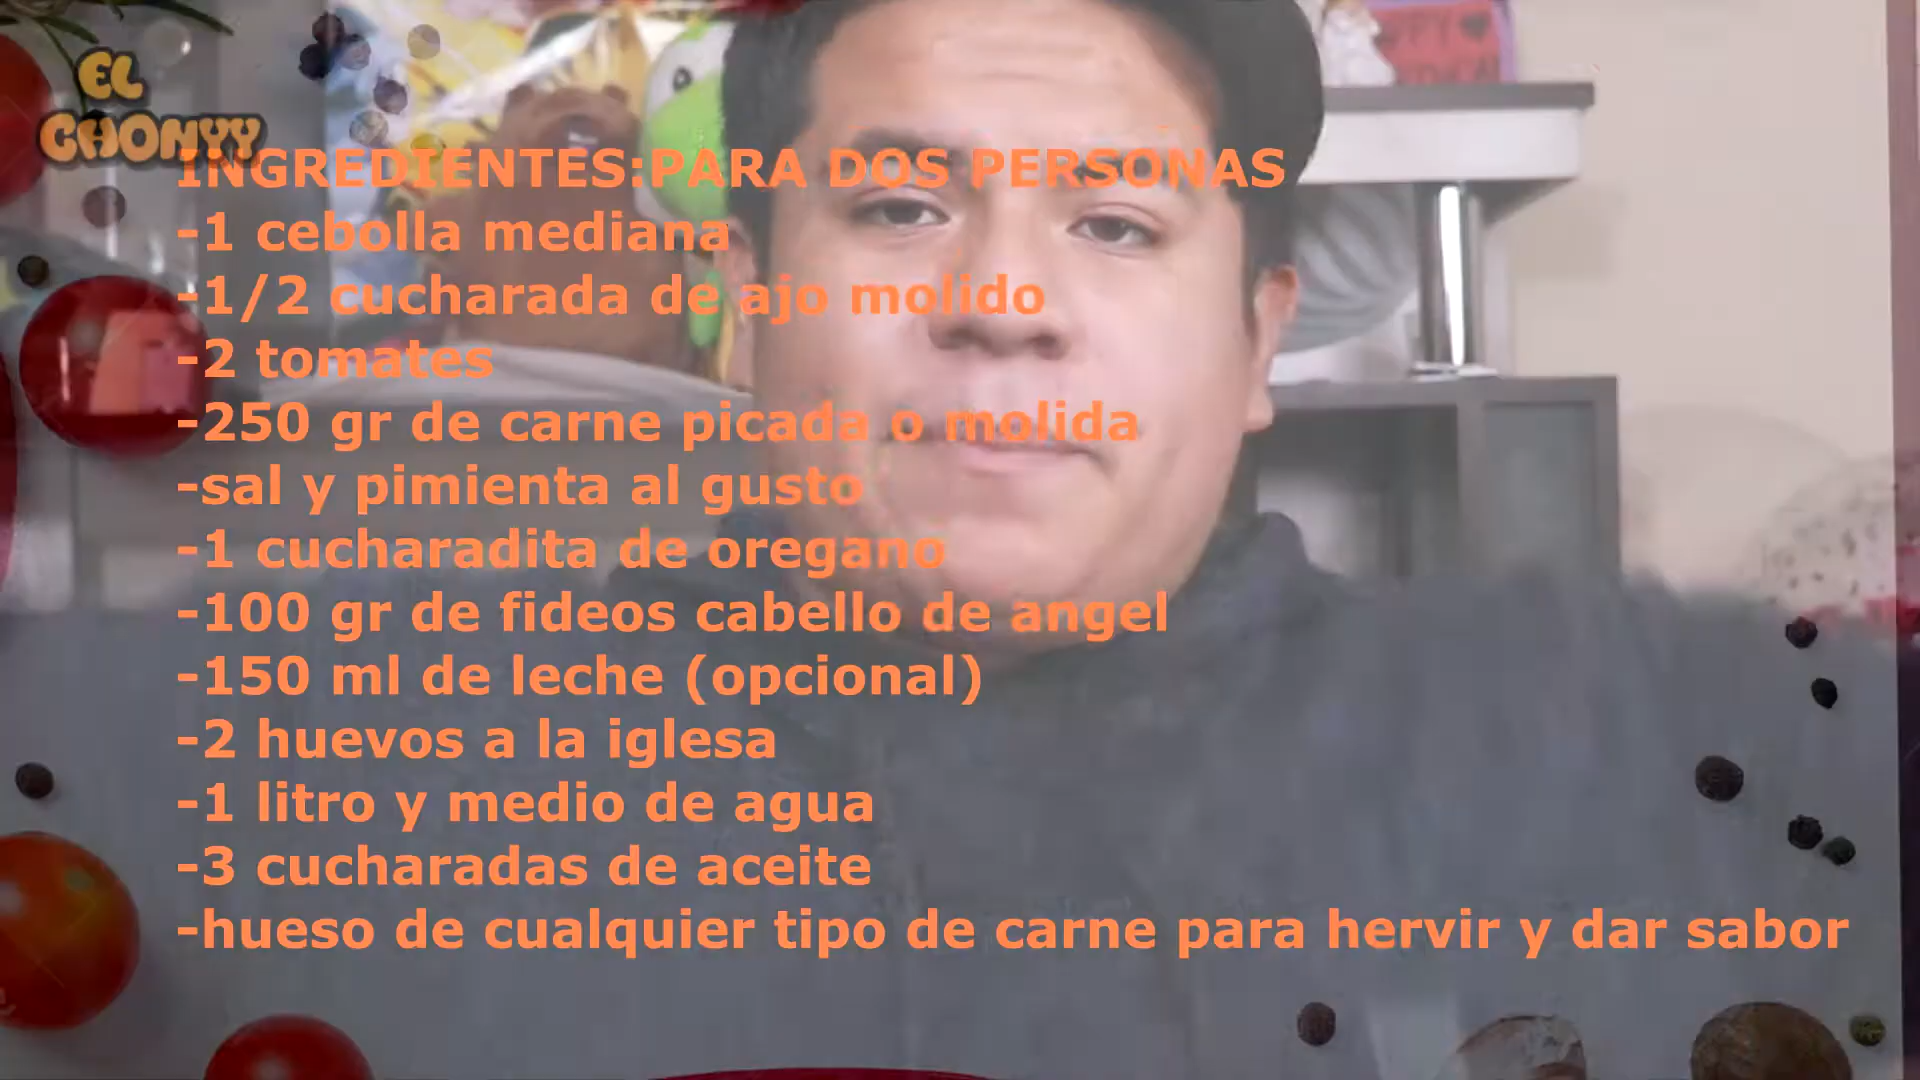 EL
CHONYY
INGREDIENTES:PARA DOS PERSONAS
-1 cebolla mediana
-1/2 cucharada de ajo molido
-2 tomates
-250 gr de carne picada o molida
-sal y pimienta al gusto
-1 cucharadita de oregano
-100 gr de fideos cabello de angel
-150 ml de leche (opcional)
-2 huevos a la iglesa
-1 litro y medio de agua
-3 cucharadas de aceite
-hueso de cualquier tipo de carne para hervir y dar sabor